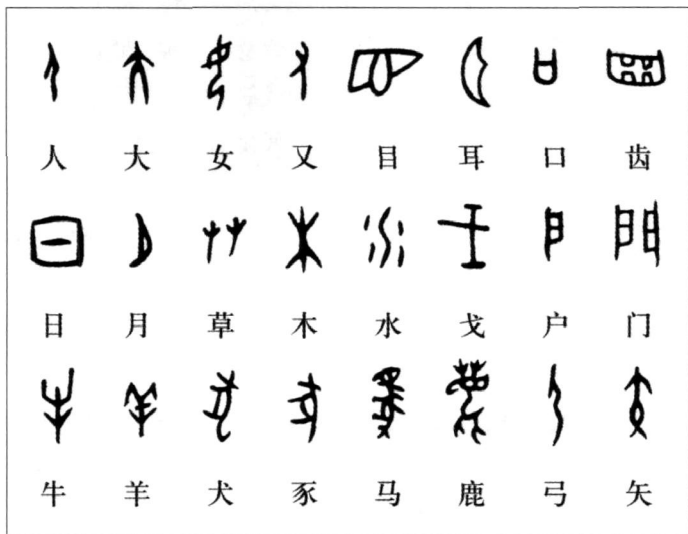 人 大 女 又 目 耳 口 齿
日 月 草 木 水 戈 户 门
牛 羊 犬 豕 马 鹿 弓 矢